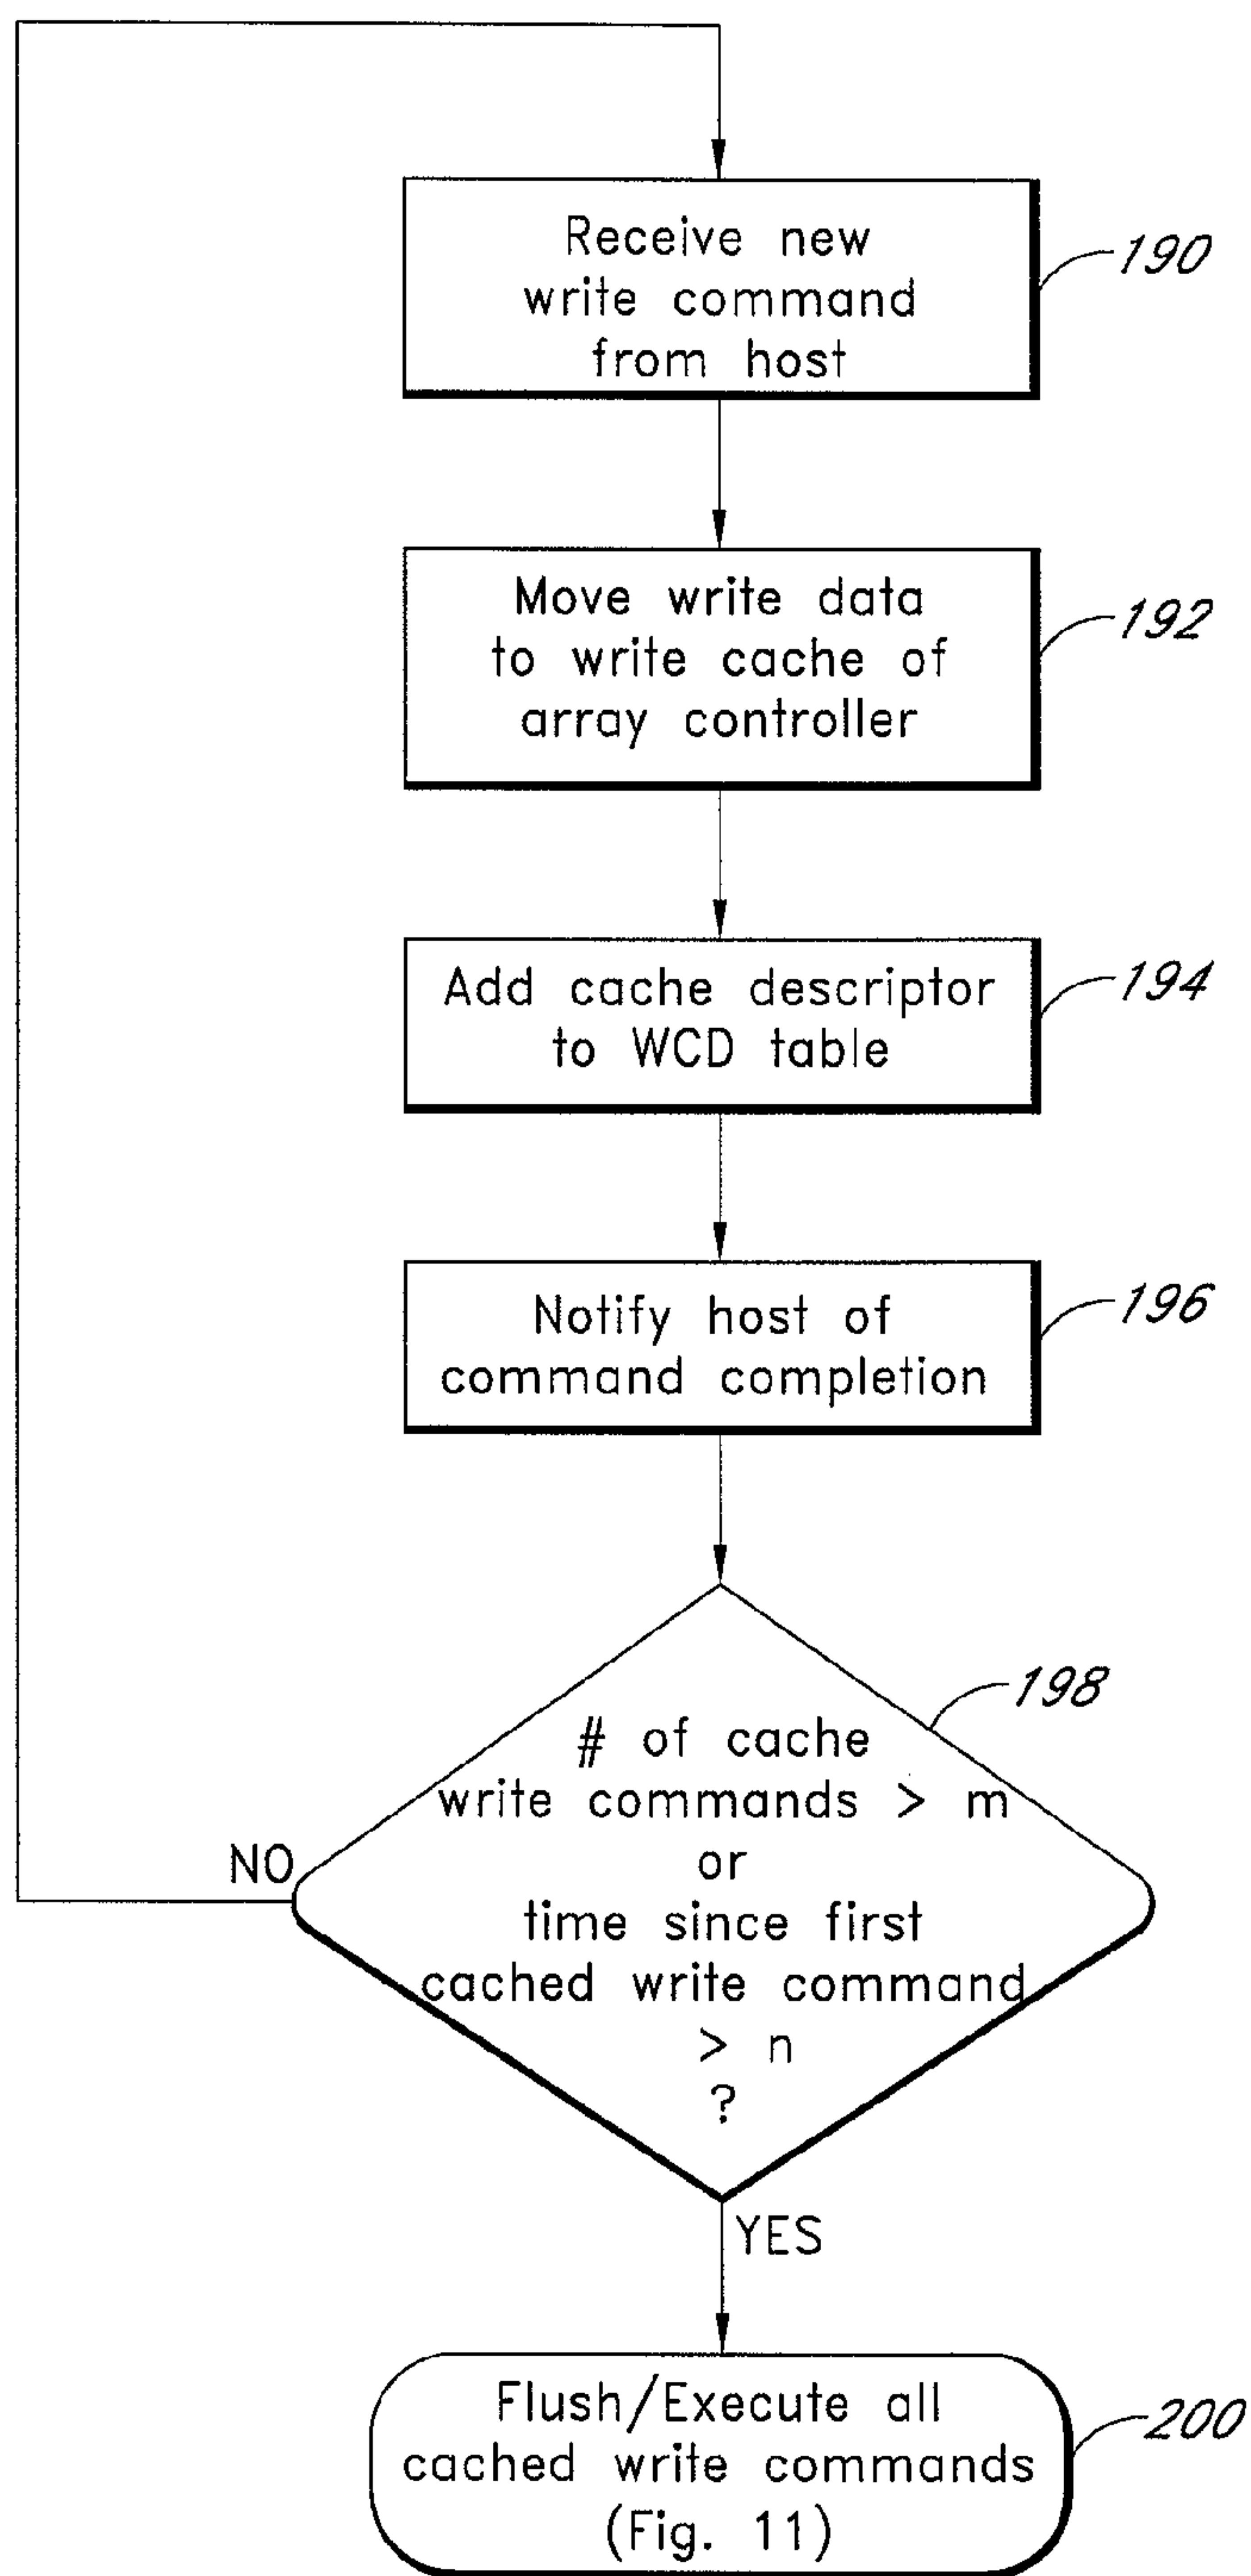 Receive new
write command
from host
190
Move write data
to write cache of
array controller
192
Add cache descriptor
to WCD table
194
Notify host of
command completion
196
# of cache
write commands > m
or
time since first
cached write command
> n
?
198
NO
YES
Flush/Execute all
cached write commands
(Fig. 11)
200